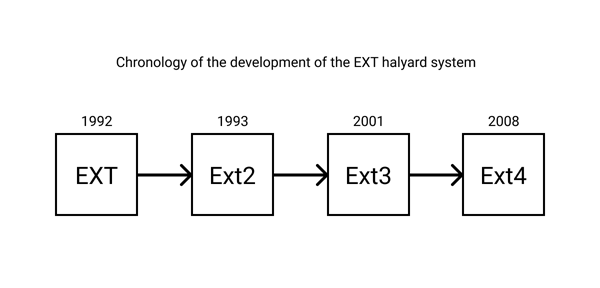 Chronology of the development of the EXT halyard system
1992 1993 2001 2008
EXT Ext2 Ext3 Ext4